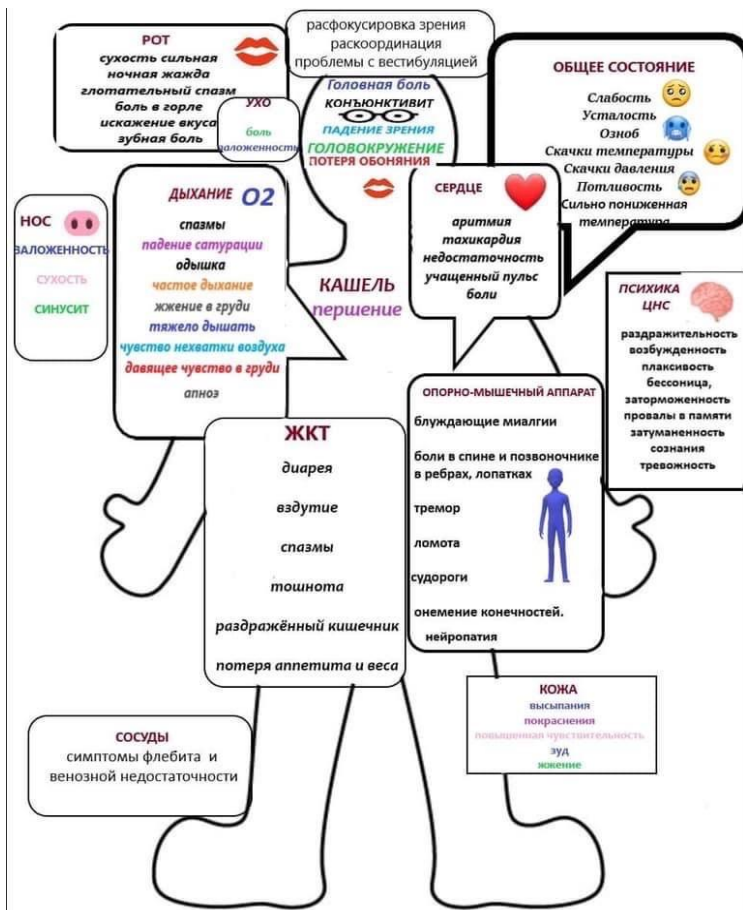 РОТ
сухость сильная
ночная жажда
глотательный спазм
боль в горле
искажение вкуса
зубная боль
расфокусировка зрения
раскоординация
проблемы с вестибуляцией
Головная боль
КОНЪЮНКТИВИТ
ПАДЕНИЕ ЗРЕНИЯ
ГОЛОВОКРУЖЕНИЕ
ПОТЕРЯ ОБОНЯНИЯ
УХО
боль
заложенность
ОБЩЕЕ СОСТОЯНИЕ
Слабость
Усталость
Озноб
Скачки температуры
Скачки давления
Потливость
Сильно пониженная
температура
НОС
ЗАЛОЖЕННОСТЬ
СУХОСТЬ
СИНУСИТ
ДЫХАНИЕ О2
спазмы
падение сатурации
одышка
частое дыхание
жжение в груди
тяжело дышать
чувство нехватки воздуха
давящее чувство в груди
апноэ
КАШЕЛЬ
першение
СЕРДЦЕ
аритмия
тахикардия
недостаточность
учащенный пульс
боли
ПСИХИКА
ЦНС
раздражительность
возбужденность
плаксивость
бессоница,
заторможенность
провалы в памяти
затуманенность
сознания
тревожность
ЖКТ
диарея
вздутие
спазмы
тошнота
раздражённый кишечник
потеря аппетита и веса
ОПОРНО-МЫШЕЧНЫЙ АППАРАТ
блуждающие миалгии
боли в спине и позвоночнике
в ребрах, лопатках
тремор
ломота
судороги
онемение конечностей.
нейропатия
СОСУДЫ
симптомы флебита и
венозной недостаточности
КОЖА
высыпания
покраснения
повышенная чувствительность
зуд
жжение